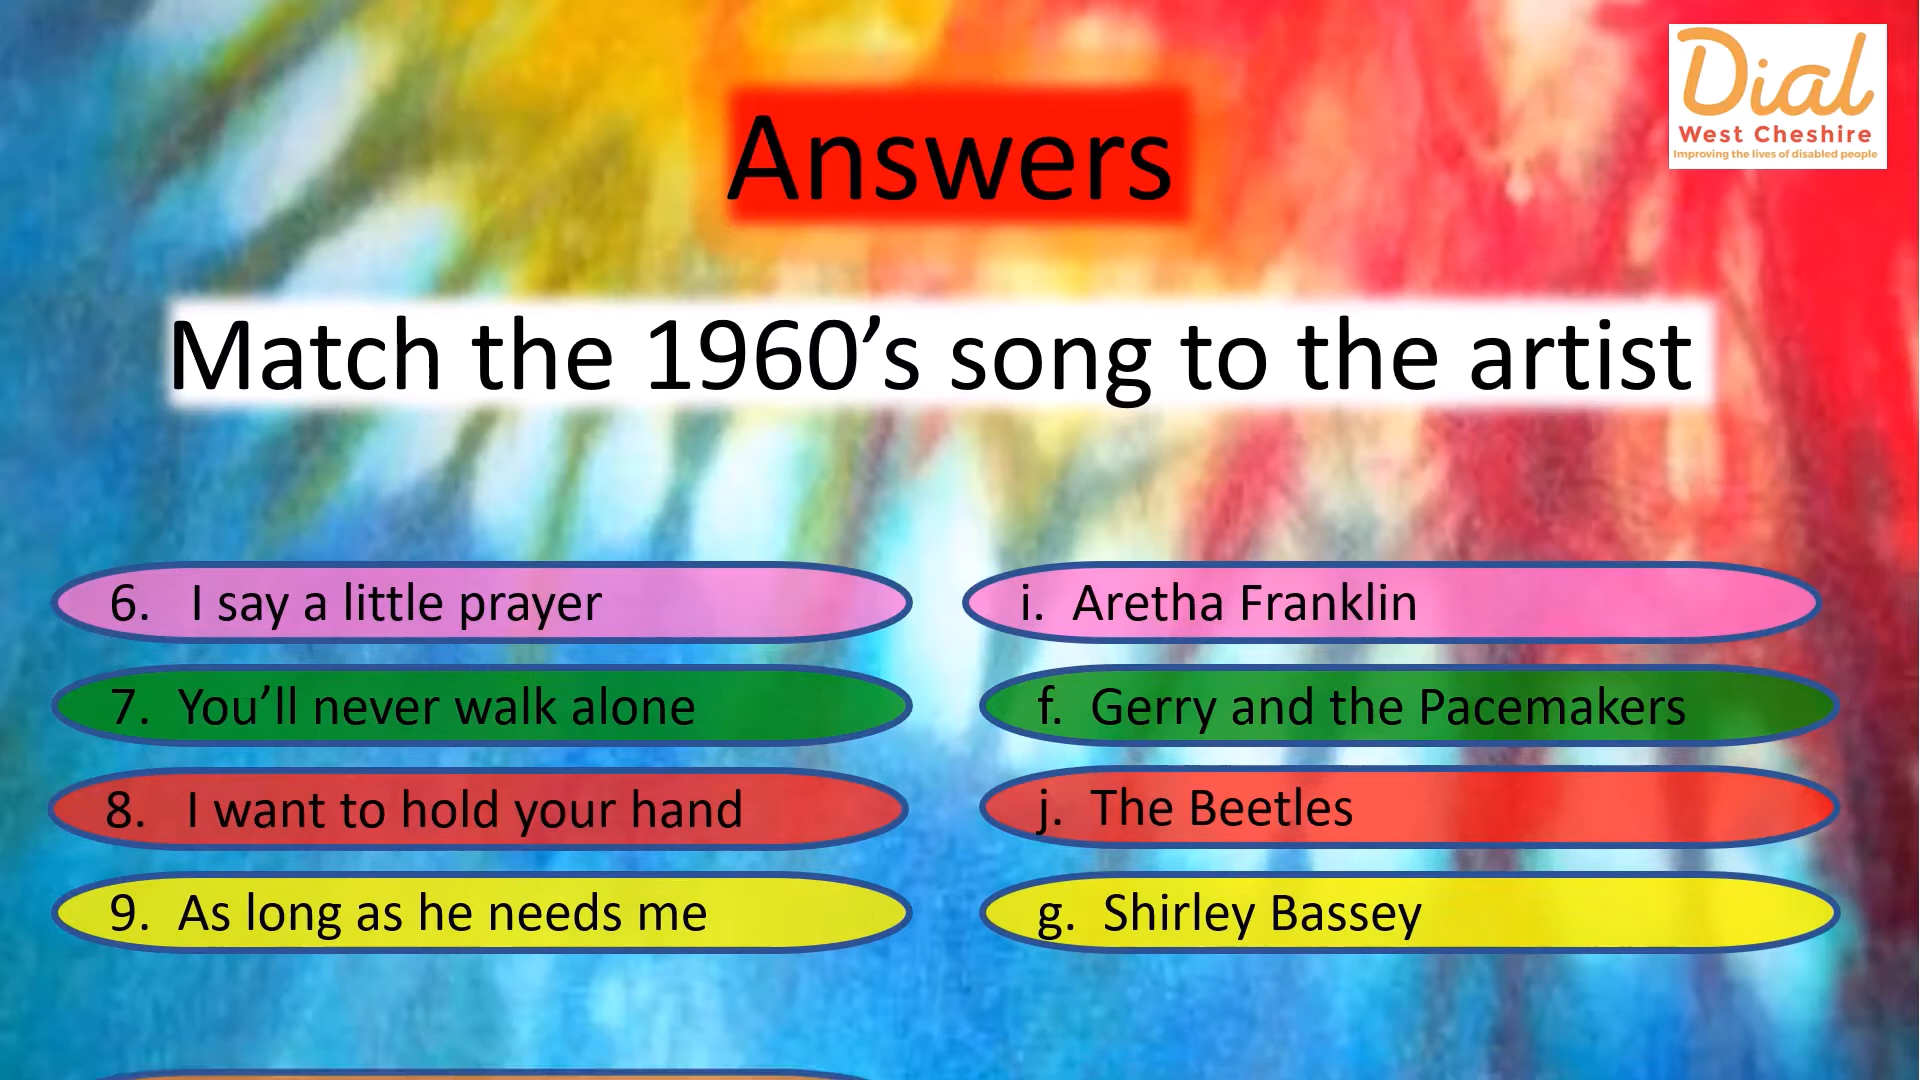 Dial
West Cheshire
Improving the lives of disabled people
Answers
Match the 1960’s song to the artist
6. I say a little prayer
i. Aretha Franklin
7. You’ll never walk alone
f. Gerry and the Pacemakers
8. I want to hold your hand
j. The Beetles
9. As long as he needs me
g. Shirley Bassey